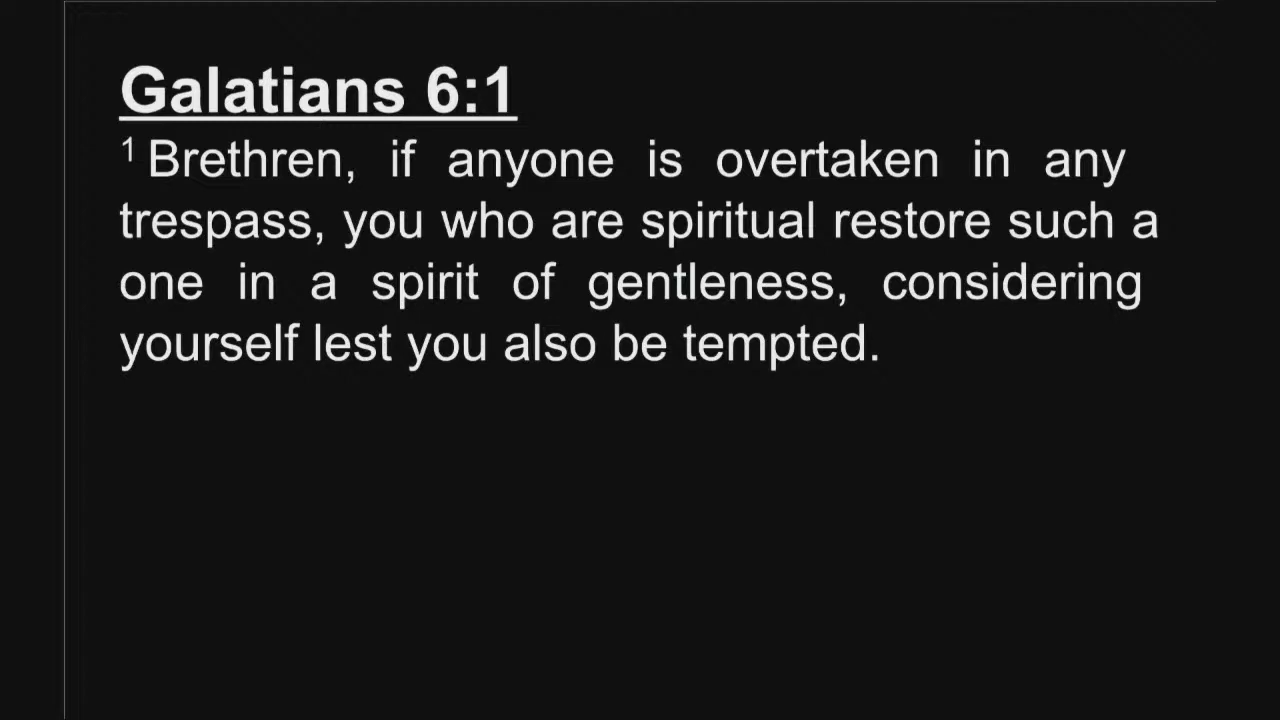 Galatians 6:1
1 Brethren, if anyone is overtaken in any
trespass, you who are spiritual restore such a
one in a spirit of gentleness, considering
yourself lest you also be tempted.